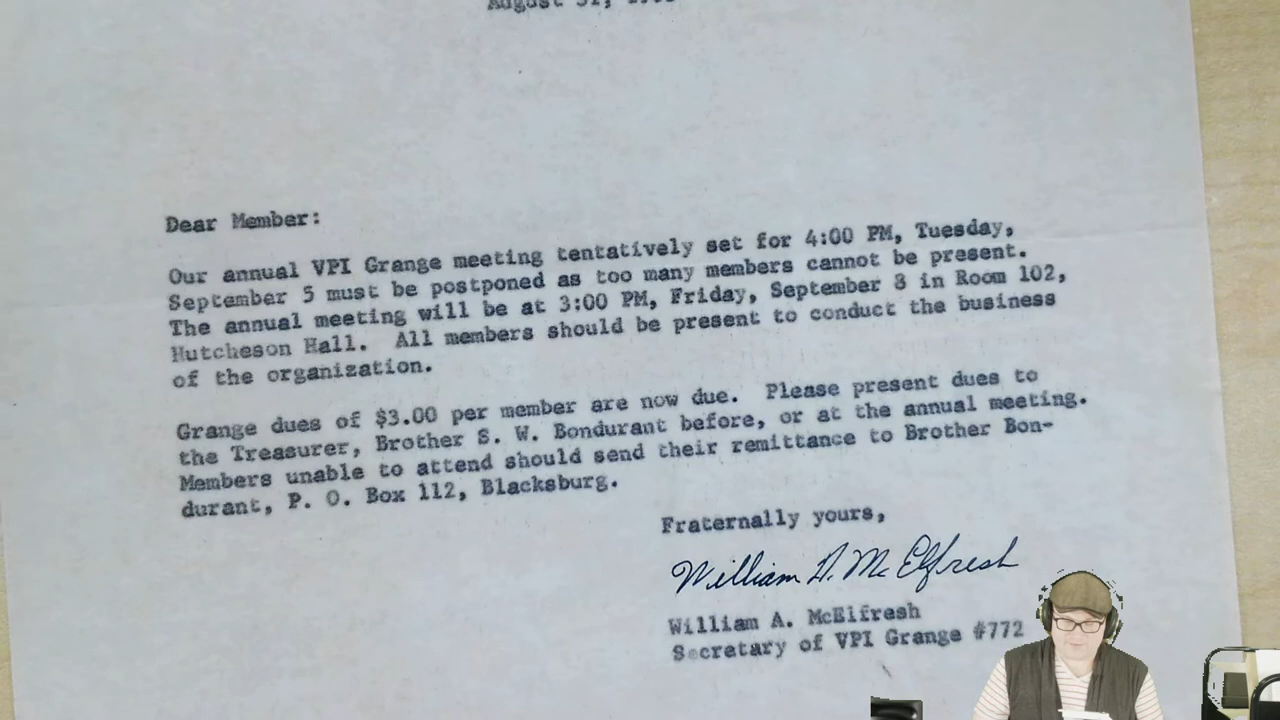 August 31,
Dear Member:
Our annual VPI Grange meeting tentatively set for 4:00 PM, Tuesday,
September 5 must be postponed as too many members cannot be present.
The annual meeting will be at 3:00 PM, Friday, September 8 in Room 102,
Hutcheson Hall. All members should be present to conduct the business
of the organization.
Grange dues of $3.00 per member are now due. Please present dues to
the Treasurer, Brother S. W. Bondurant before, or at the annual meeting.
Members unable to attend should send their remittance to Brother Bon-
durant, P. O. Box 112, Blacksburg.
Fraternally yours,
William A. McElfresh
William A. McElfresh
Secretary of VPI Grange #772